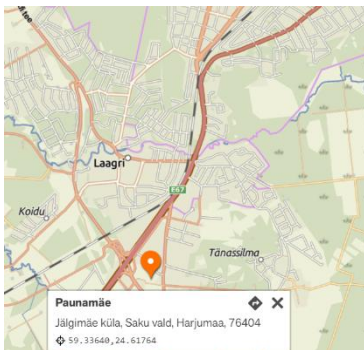 Laagri
E67
Koidu
Tänassilma
Paunamäe
Jälgimäe küla, Saku vald, Harjumaa, 76404
59.33640,24.61764